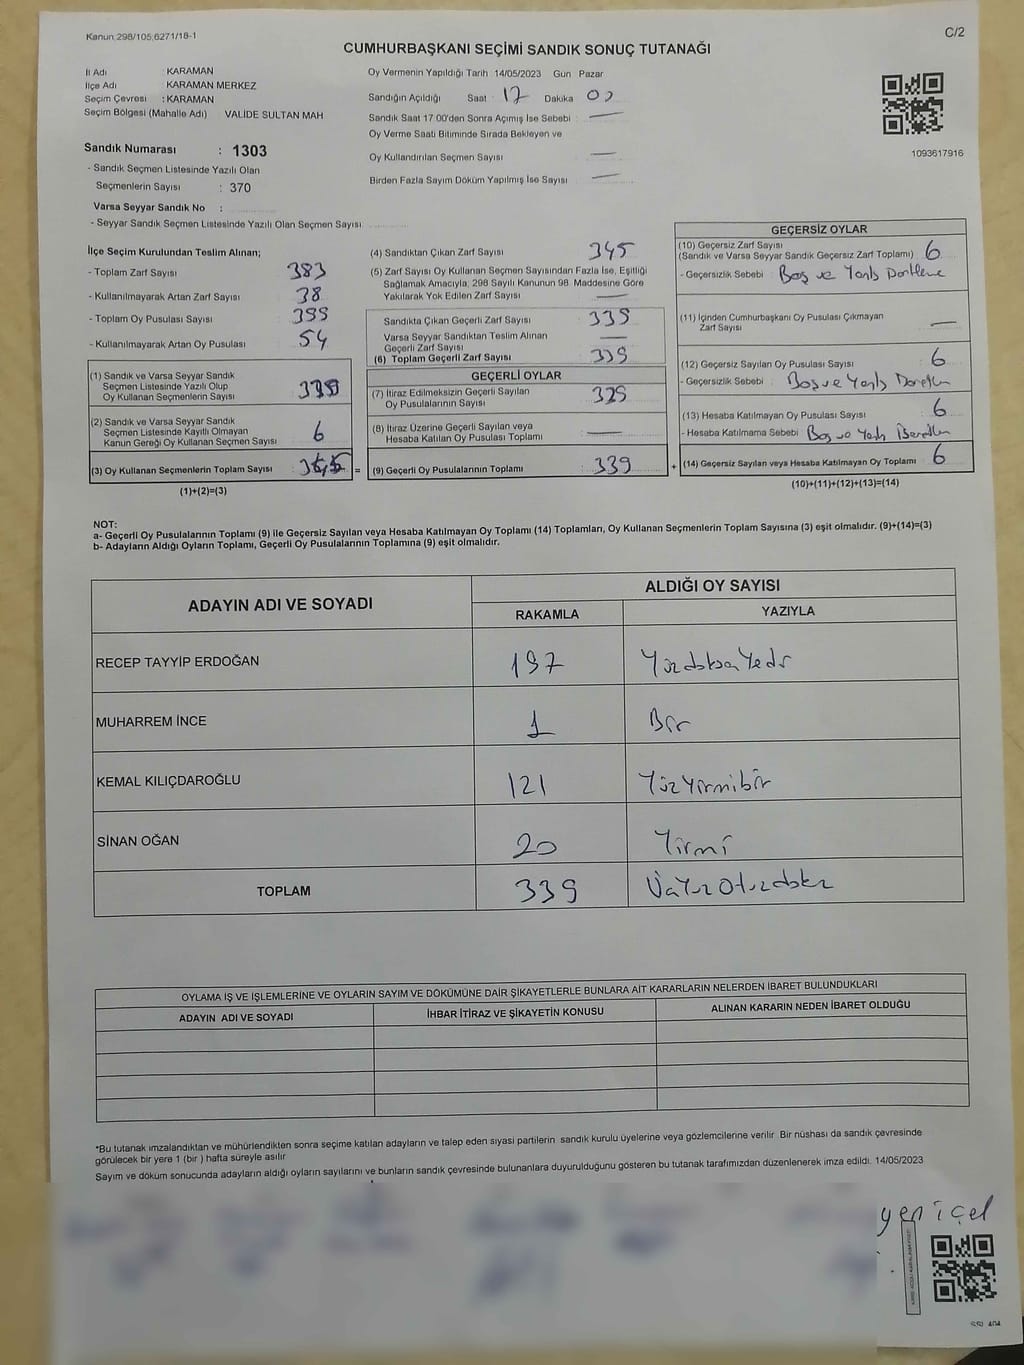 Kanun 298/105,6271/18-1
C/2
CUMHURBAŞKANI SEÇİMİ SANDIK SONUÇ TUTANAĞI
İl Adı : KARAMAN
İlçe Adı : KARAMAN MERKEZ
Seçim Çevresi : KARAMAN
Seçim Bölgesi (Mahalle Adı) VALİDE SULTAN MAH
Sandık Numarası : 1303
- Sandık Seçmen Listesinde Yazılı Olan
Seçmenlerin Sayısı : 370
Varsa Seyyar Sandık No :
- Seyyar Sandık Seçmen Listesinde Yazılı Olan Seçmen Sayısı
Oy Vermenin Yapıldığı Tarih 14/05/2023 Gün Pazar
Sandığın Açıldığı Saat 17 Dakika 00
Sandık Saat 17:00'den Sonra Açımış İse Sebebi
Oy Verme Saati Bitiminde Sırada Bekleyen ve
Oy Kullandırılan Seçmen Sayısı
Birden Fazla Sayım Döküm Yapılmış İse Sayısı
1093617916
İlçe Seçim Kurulundan Teslim Alınan;
- Toplam Zarf Sayısı 383
- Kullanılmayarak Artan Zarf Sayısı 38
- Toplam Oy Pusulası Sayısı 399
- Kullanılmayarak Artan Oy Pusulası 54
(1) Sandık ve Varsa Seyyar Sandık
Seçmen Listesinde Yazılı Olup
Oy Kullanan Seçmenlerin Sayısı 339
(2) Sandık ve Varsa Seyyar Sandık
Seçmen Listesinde Kayıtlı Olmayan
Kanun Gereği Oy Kullanan Seçmen Sayısı 6
(3) Oy Kullanan Seçmenlerin Toplam Sayısı 345 =
(1)+(2)=(3)
(4) Sandıktan Çıkan Zarf Sayısı 345
(5) Zarf Sayısı Oy Kullanan Seçmen Sayısından Fazla İse, Eşitliği
Sağlamak Amacıyla, 298 Sayılı Kanunun 98. Maddesine Göre
Yakılarak Yok Edilen Zarf Sayısı
Sandıkta Çıkan Geçerli Zarf Sayısı 339
Varsa Seyyar Sandıktan Teslim Alınan
Geçerli Zarf Sayısı
(6) Toplam Geçerli Zarf Sayısı 339
GEÇERLİ OYLAR
(7) İtiraz Edilmeksizin Geçerli Sayılan
Oy Pusulalarının Sayısı 339
(8) İtiraz Üzerine Geçerli Sayılan veya
Hesaba Katılan Oy Pusulası Toplamı
(9) Geçerli Oy Pusulalarının Toplamı 339 +
GEÇERSİZ OYLAR
(10) Geçersiz Zarf Sayısı
(Sandık ve Varsa Seyyar Sandık Geçersiz Zarf Toplamı) 6
- Geçersizlik Sebebi : Boş ve Yanlış
(11) İçinden Cumhurbaşkanı Oy Pusulası Çıkmayan
Zarf Sayısı
(12) Geçersiz Sayılan Oy Pusulası Sayısı 6
- Geçersizlik Sebebi : Boş ve Yanlış
(13) Hesaba Katılmayan Oy Pusulası Sayısı 6
- Hesaba Katılmama Sebebi Boş ve Yanlış
(14) Geçersiz Sayılan veya Hesaba Katılmayan Oy Toplamı 6
(10)+(11)+(12)+(13)=(14)
NOT:
a- Geçerli Oy Pusulalarının Toplamı (9) ile Geçersiz Sayılan veya Hesaba Katılmayan Oy Toplamı (14) Toplamları, Oy Kullanan Seçmenlerin Toplam Sayısına (3) eşit olmalıdır. (9)+(14)=(3)
b- Adayların Aldığı Oyların Toplamı, Geçerli Oy Pusulalarının Toplamına (9) eşit olmalıdır.
ADAYIN ADI VE SOYADI
ALDIĞI OY SAYISI
RAKAMLA YAZIYLA
RECEP TAYYİP ERDOĞAN 197 Yüzdoksanyedi
MUHARREM İNCE 1 Bir
KEMAL KILIÇDAROĞLU 121 Yüzyirmibir
SİNAN OĞAN 20 Yirmi
TOPLAM 339 Üçyüz Otuzdokuz
OYLAMA İŞ VE İŞLEMLERİNE VE OYLARIN SAYIM VE DÖKÜMÜNE DAİR ŞİKAYETLERLE BUNLARA AİT KARARLARIN NELERDEN İBARET BULUNDUKLARI
ADAYIN ADI VE SOYADI İHBAR İTİRAZ VE ŞİKAYETİN KONUSU ALINAN KARARIN NEDEN İBARET OLDUĞU
*Bu tutanak imzalandıktan ve mühürlendikten sonra seçime katılan adayların ve talep eden siyasi partilerin sandık kurulu üyelerine veya gözlemcilerine verilir. Bir nüshası da sandık çevresinde
görülecek bir yere 1 (bir ) hafta süreyle asılır
Sayım ve döküm sonucunda adayların aldığı oyların sayılarını ve bunların sandık çevresinde bulunanlara duyurulduğunu gösteren bu tutanak tarafımızdan düzenlenerek imza edildi. 14/05/2023
yeniçel